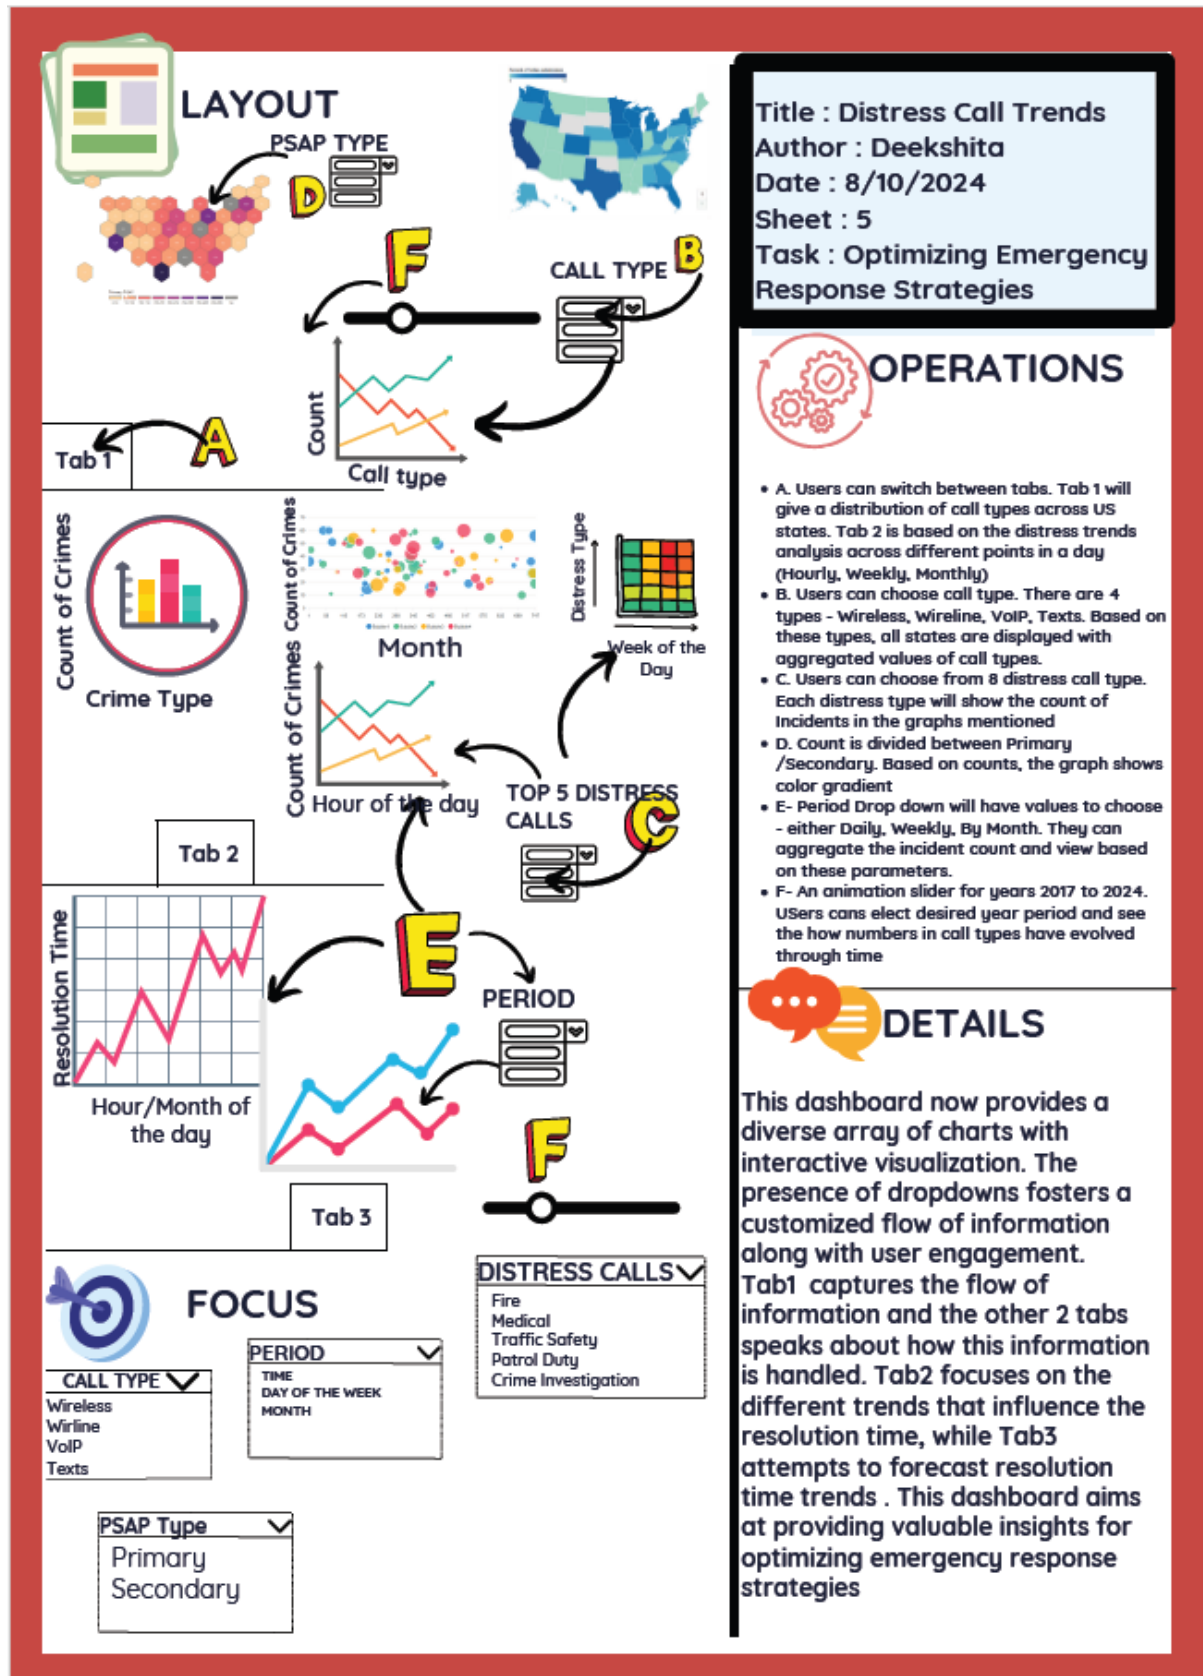 LAYOUT
PSAP TYPE
D
F
CALL TYPE
B
Count
Call type
A
Tab 1
Count of Crimes
Crime Type
Count of Crimes
Month
Distress Type
Week of the
Day
Count of Crimes
Hour of the day
TOP 5 DISTRESS
CALLS
C
Tab 2
E
Resolution Time
Hour/Month of
the day
PERIOD
F
Tab 3
FOCUS
CALL TYPE
Wireless
Wirline
VoIP
Texts
PERIOD
TIME
DAY OF THE WEEK
MONTH
DISTRESS CALLS
Fire
Medical
Traffic Safety
Patrol Duty
Crime Investigation
PSAP Type
Primary
Secondary
Title : Distress Call Trends
Author : Deekshita
Date : 8/10/2024
Sheet : 5
Task : Optimizing Emergency
Response Strategies
OPERATIONS
• A. Users can switch between tabs. Tab 1 will
give a distribution of call types across US
states. Tab 2 is based on the distress trends
analysis across different points in a day
(Hourly, Weekly, Monthly)
• B. Users can choose call type. There are 4
types - Wireless, Wireline, VoIP, Texts. Based on
these types, all states are displayed with
aggregated values of call types.
• C. Users can choose from 8 distress call type.
Each distress type will show the count of
Incidents in the graphs mentioned
• D. Count is divided between Primary
/Secondary. Based on counts, the graph shows
color gradient
• E- Period Drop down will have values to choose
- either Daily, Weekly, By Month. They can
aggregate the incident count and view based
on these parameters.
• F- An animation slider for years 2017 to 2024.
USers cans elect desired year period and see
the how numbers in call types have evolved
through time
DETAILS
This dashboard now provides a
diverse array of charts with
interactive visualization. The
presence of dropdowns fosters a
customized flow of information
along with user engagement.
Tab1 captures the flow of
information and the other 2 tabs
speaks about how this information
is handled. Tab2 focuses on the
different trends that influence the
resolution time, while Tab3
attempts to forecast resolution
time trends . This dashboard aims
at providing valuable insights for
optimizing emergency response
strategies